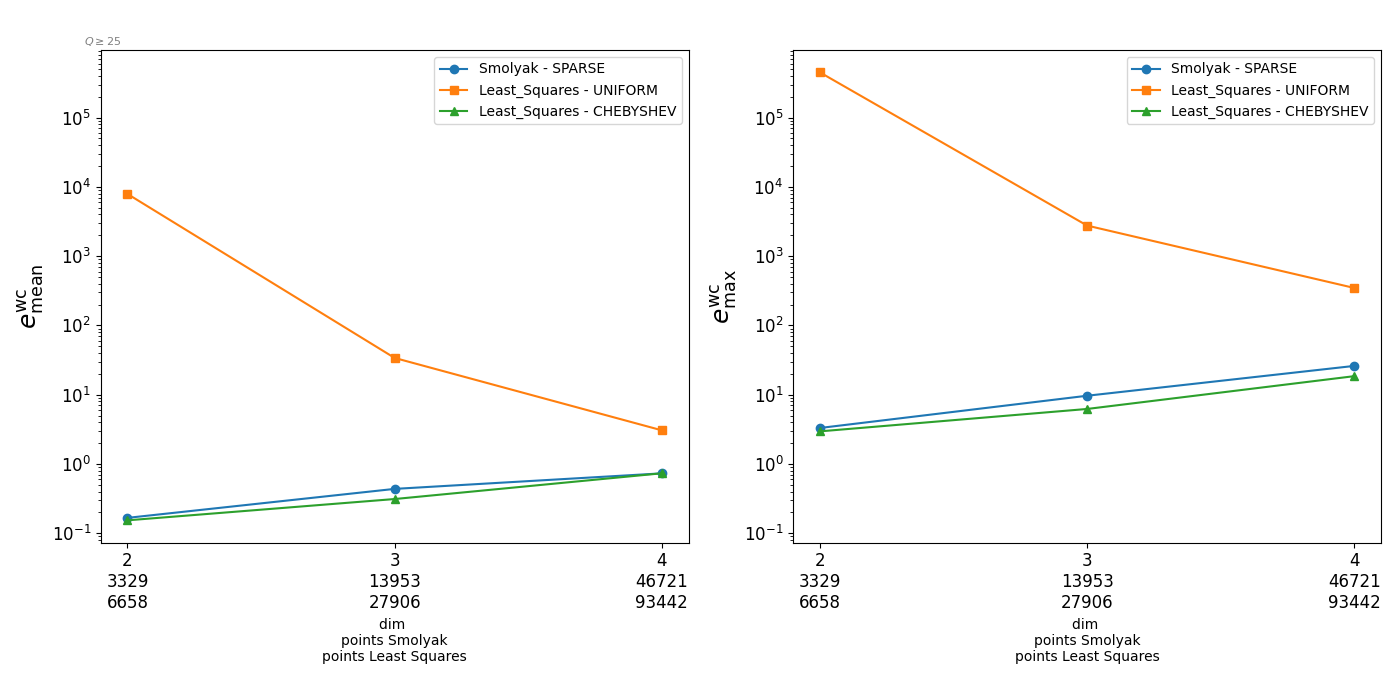 Q ≥ 25
Smolyak - SPARSE
Least_Squares - UNIFORM
Least_Squares - CHEBYSHEV
10^5
10^4
10^3
10^2
10^1
10^0
10^−1
e^wc_mean
2 3 4
3329 13953 46721
6658 27906 93442
dim
points Smolyak
points Least Squares
Smolyak - SPARSE
Least_Squares - UNIFORM
Least_Squares - CHEBYSHEV
10^5
10^4
10^3
10^2
10^1
10^0
10^−1
e^wc_max
2 3 4
3329 13953 46721
6658 27906 93442
dim
points Smolyak
points Least Squares